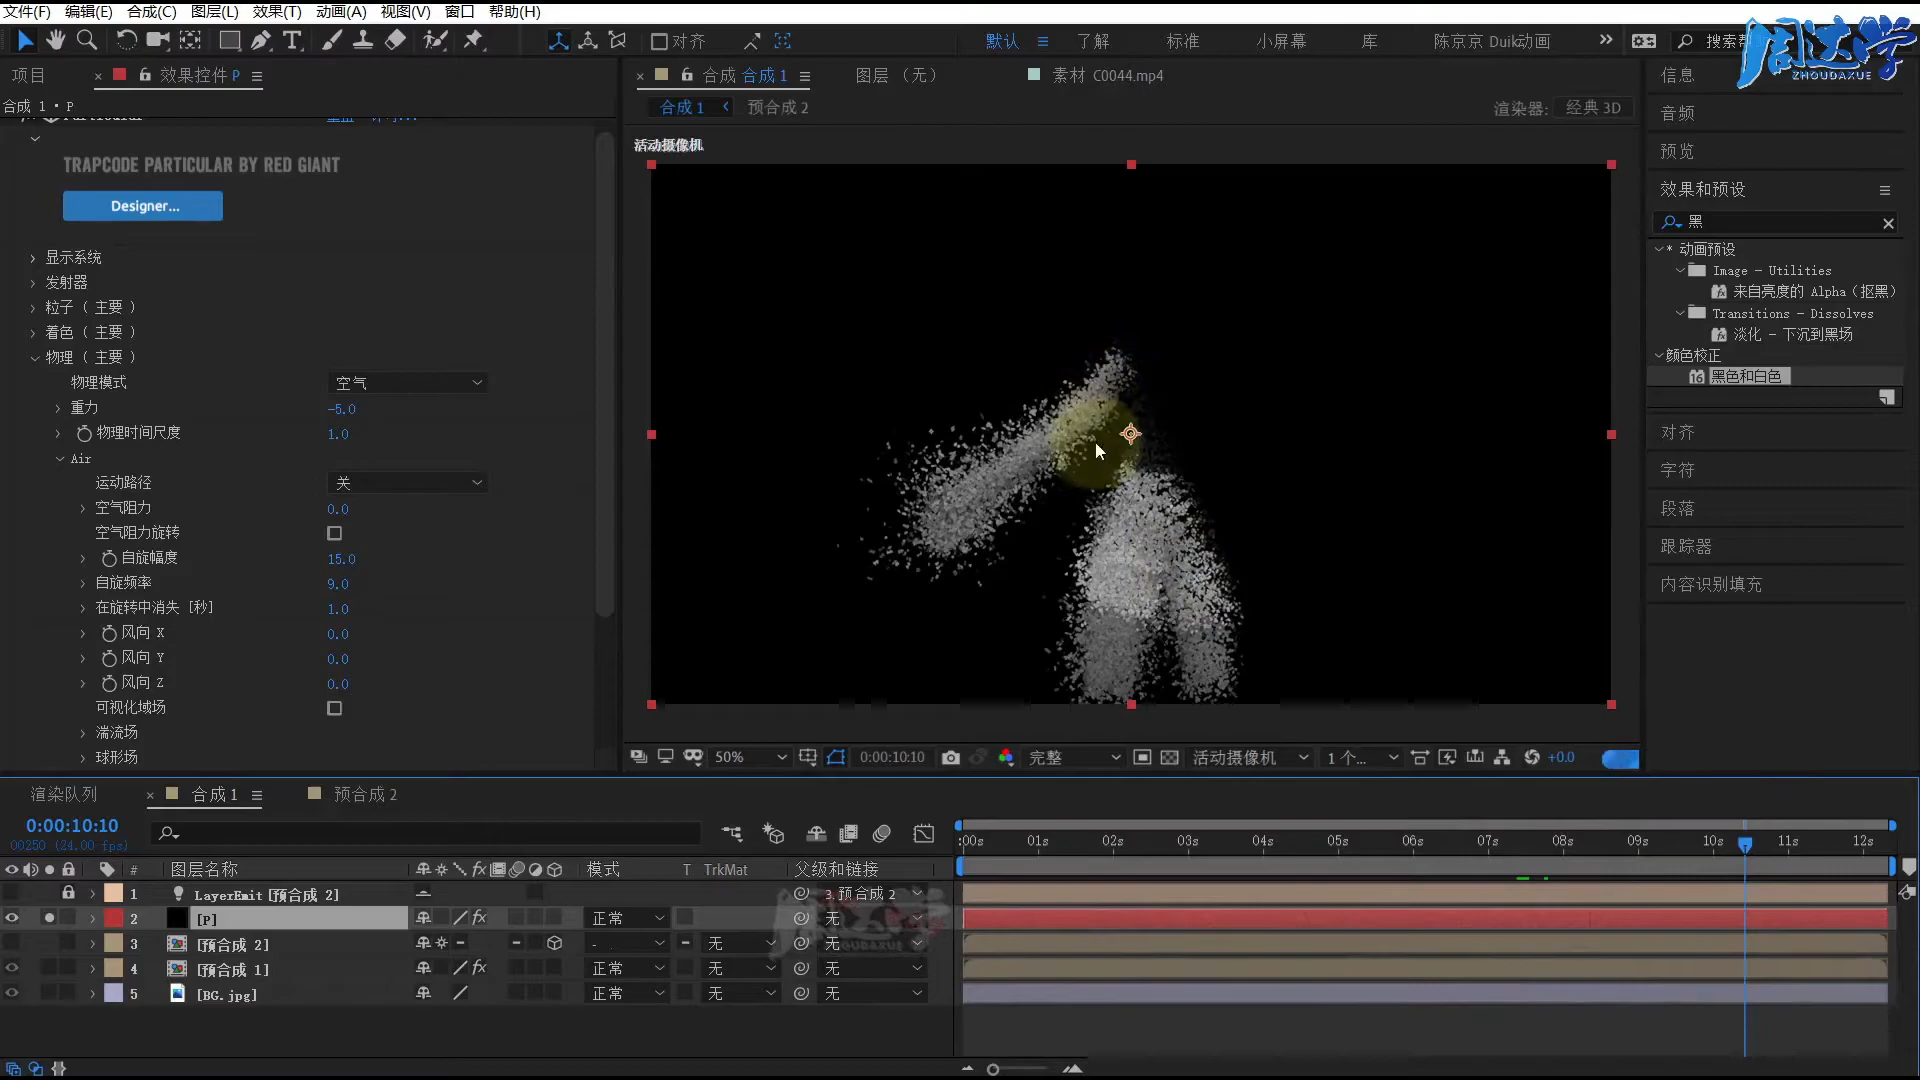 文件(F) 编辑(E) 合成(C) 图层(L) 效果(T) 动画(A) 视图(V) 窗口 帮助(H)
对齐 默认 了解 标准 小屏幕 库 陈京京 Duik动画 搜索帮
周达学
ZHOUDAXUE
项目 效果控件 P
合成 合成 1 图层 (无) 素材 C0044.mp4
合成 1 • P
合成 1 预合成 2 渲染器: 经典 3D
活动摄像机
TRAPCODE PARTICULAR BY RED GIANT
Designer...
显示系统
发射器
粒子 ( 主要 )
着色 ( 主要 )
物理 ( 主要 )
物理模式 空气
重力 -5.0
物理时间尺度 1.0
Air
运动路径 关
空气阻力 0.0
空气阻力旋转
自旋幅度 15.0
自旋频率 9.0
在旋转中消失 [秒] 1.0
风向 X 0.0
风向 Y 0.0
风向 Z 0.0
可视化域场
湍流场
球形场
50% 0:00:10:10 完整 活动摄像机 1 个... +0.0
信息
音频
预览
效果和预设
黑
* 动画预设
Image - Utilities
来自亮度的 Alpha（抠黑）
Transitions - Dissolves
淡化 - 下沉到黑场
颜色校正
16 黑色和白色
对齐
字符
段落
跟踪器
内容识别填充
渲染队列 合成 1 预合成 2
0:00:10:10
00250 (24.00 fps)
:00s 01s 02s 03s 04s 05s 06s 07s 08s 09s 10s 11s 12s
# 图层名称 fx 模式 T TrkMat 父级和链接
1 LayerEmit [预合成 2] 3.预合成 2
2 [P] fx 正常 无
3 [预合成 2] - 无 无
4 [预合成 1] fx 正常 无 无
5 [BG.jpg] 正常 无 无